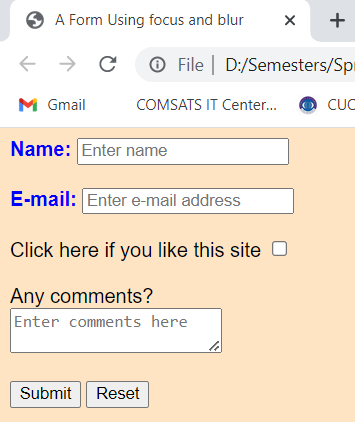 A Form Using focus and blur
File | D:/Semesters/Spr
Gmail COMSATS IT Center... CUC
Name: Enter name
E-mail: Enter e-mail address
Click here if you like this site
Any comments?
Enter comments here
Submit Reset